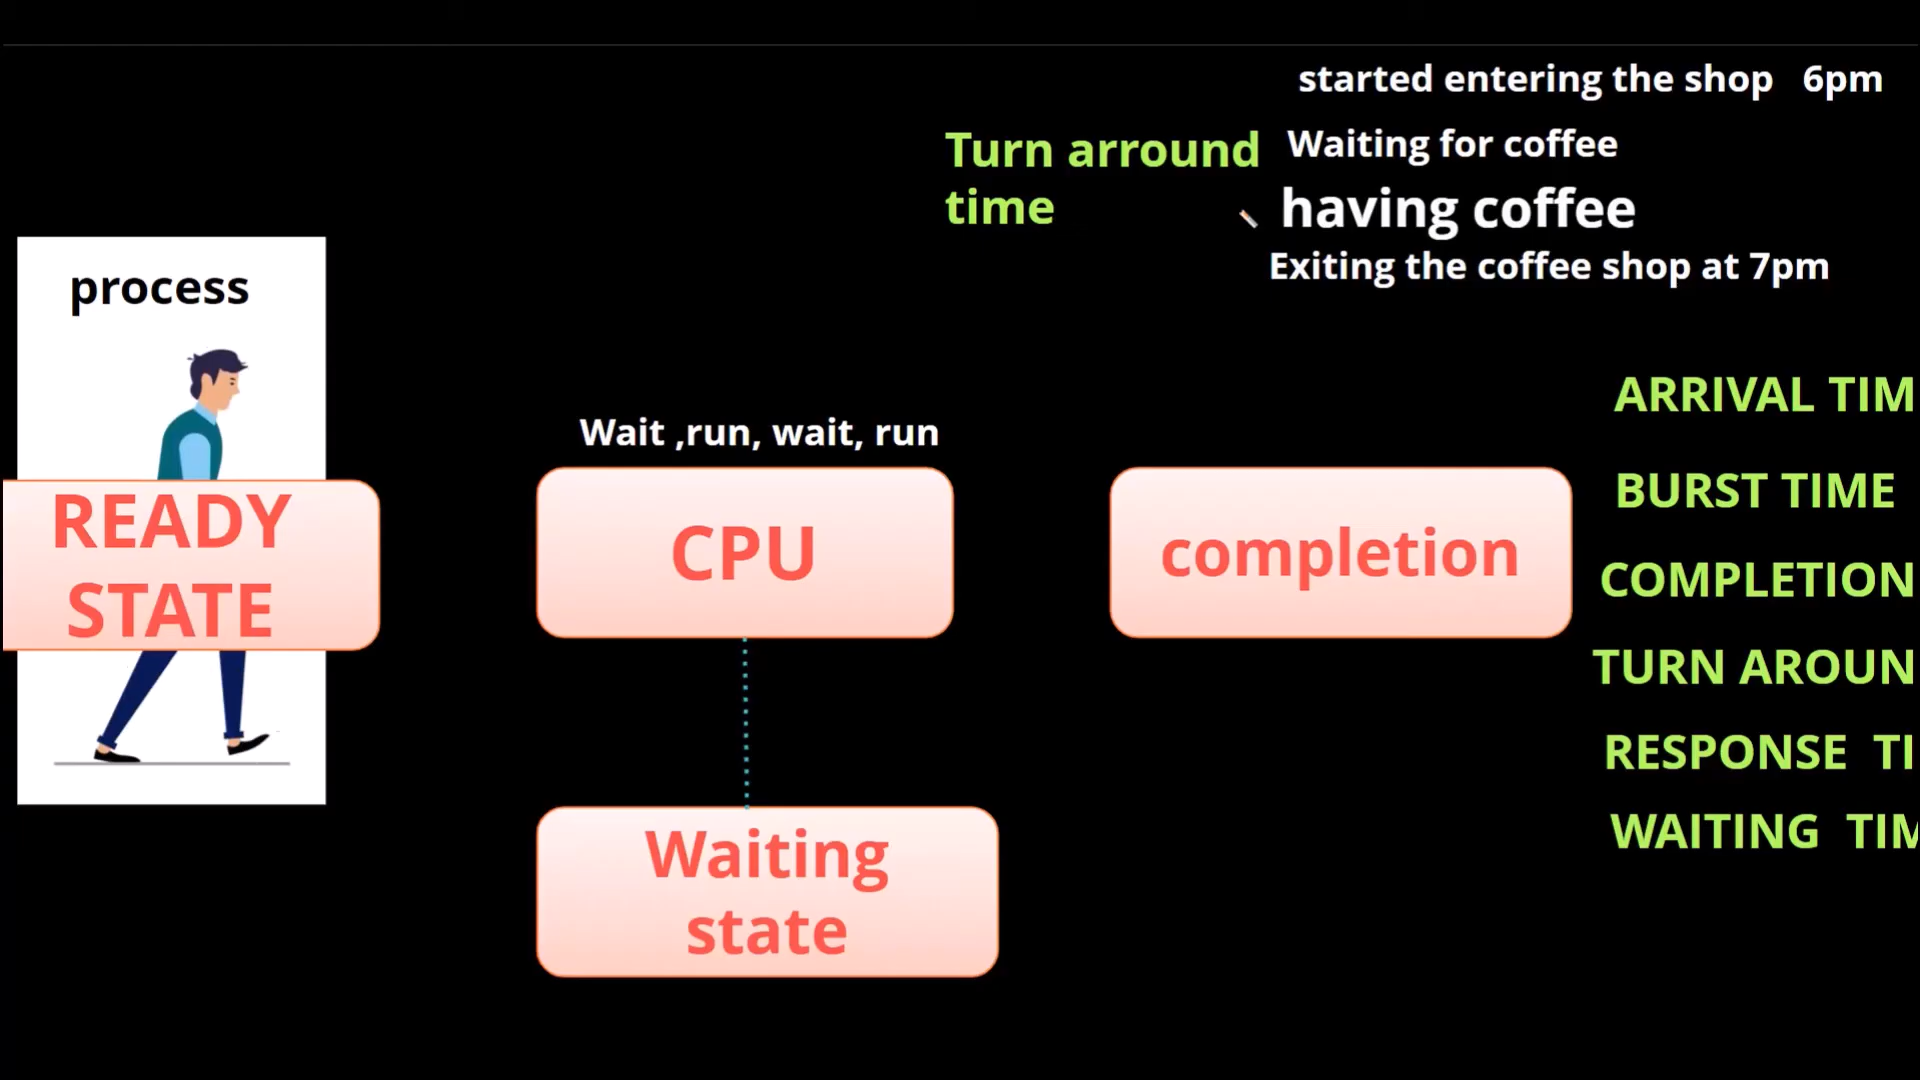 started entering the shop 6pm
Turn arround
time
Waiting for coffee
having coffee
Exiting the coffee shop at 7pm
process
READY
STATE
Wait ,run, wait, run
CPU
completion
Waiting
state
ARRIVAL TIM
BURST TIME
COMPLETION
TURN AROUN
RESPONSE TI
WAITING TIM